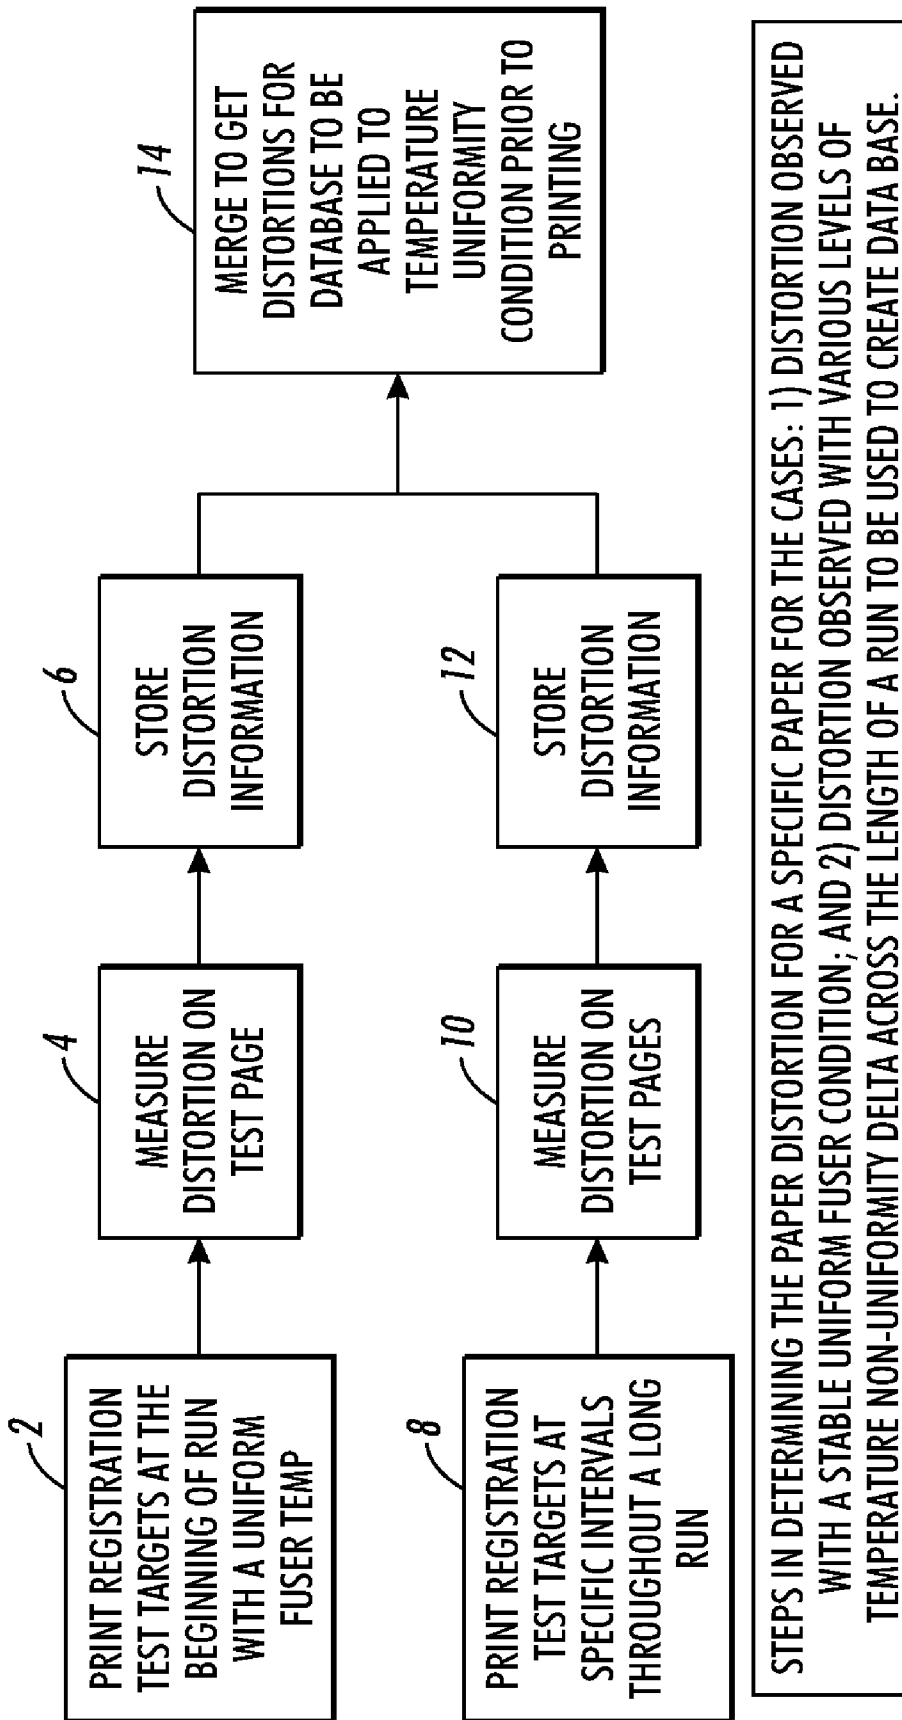 2
PRINT REGISTRATION
TEST TARGETS AT THE
BEGINNING OF RUN
WITH A UNIFORM
FUSER TEMP
4
MEASURE
DISTORTION ON
TEST PAGE
6
STORE
DISTORTION
INFORMATION
8
PRINT REGISTRATION
TEST TARGETS AT
SPECIFIC INTERVALS
THROUGHOUT A LONG
RUN
10
MEASURE
DISTORTION ON
TEST PAGES
12
STORE
DISTORTION
INFORMATION
14
MERGE TO GET
DISTORTIONS FOR
DATABASE TO BE
APPLIED TO
TEMPERATURE
UNIFORMITY
CONDITION PRIOR TO
PRINTING
STEPS IN DETERMINING THE PAPER DISTORTION FOR A SPECIFIC PAPER FOR THE CASES: 1) DISTORTION OBSERVED
WITH A STABLE UNIFORM FUSER CONDITION; AND 2) DISTORTION OBSERVED WITH VARIOUS LEVELS OF
TEMPERATURE NON-UNIFORMITY DELTA ACROSS THE LENGTH OF A RUN TO BE USED TO CREATE DATA BASE.